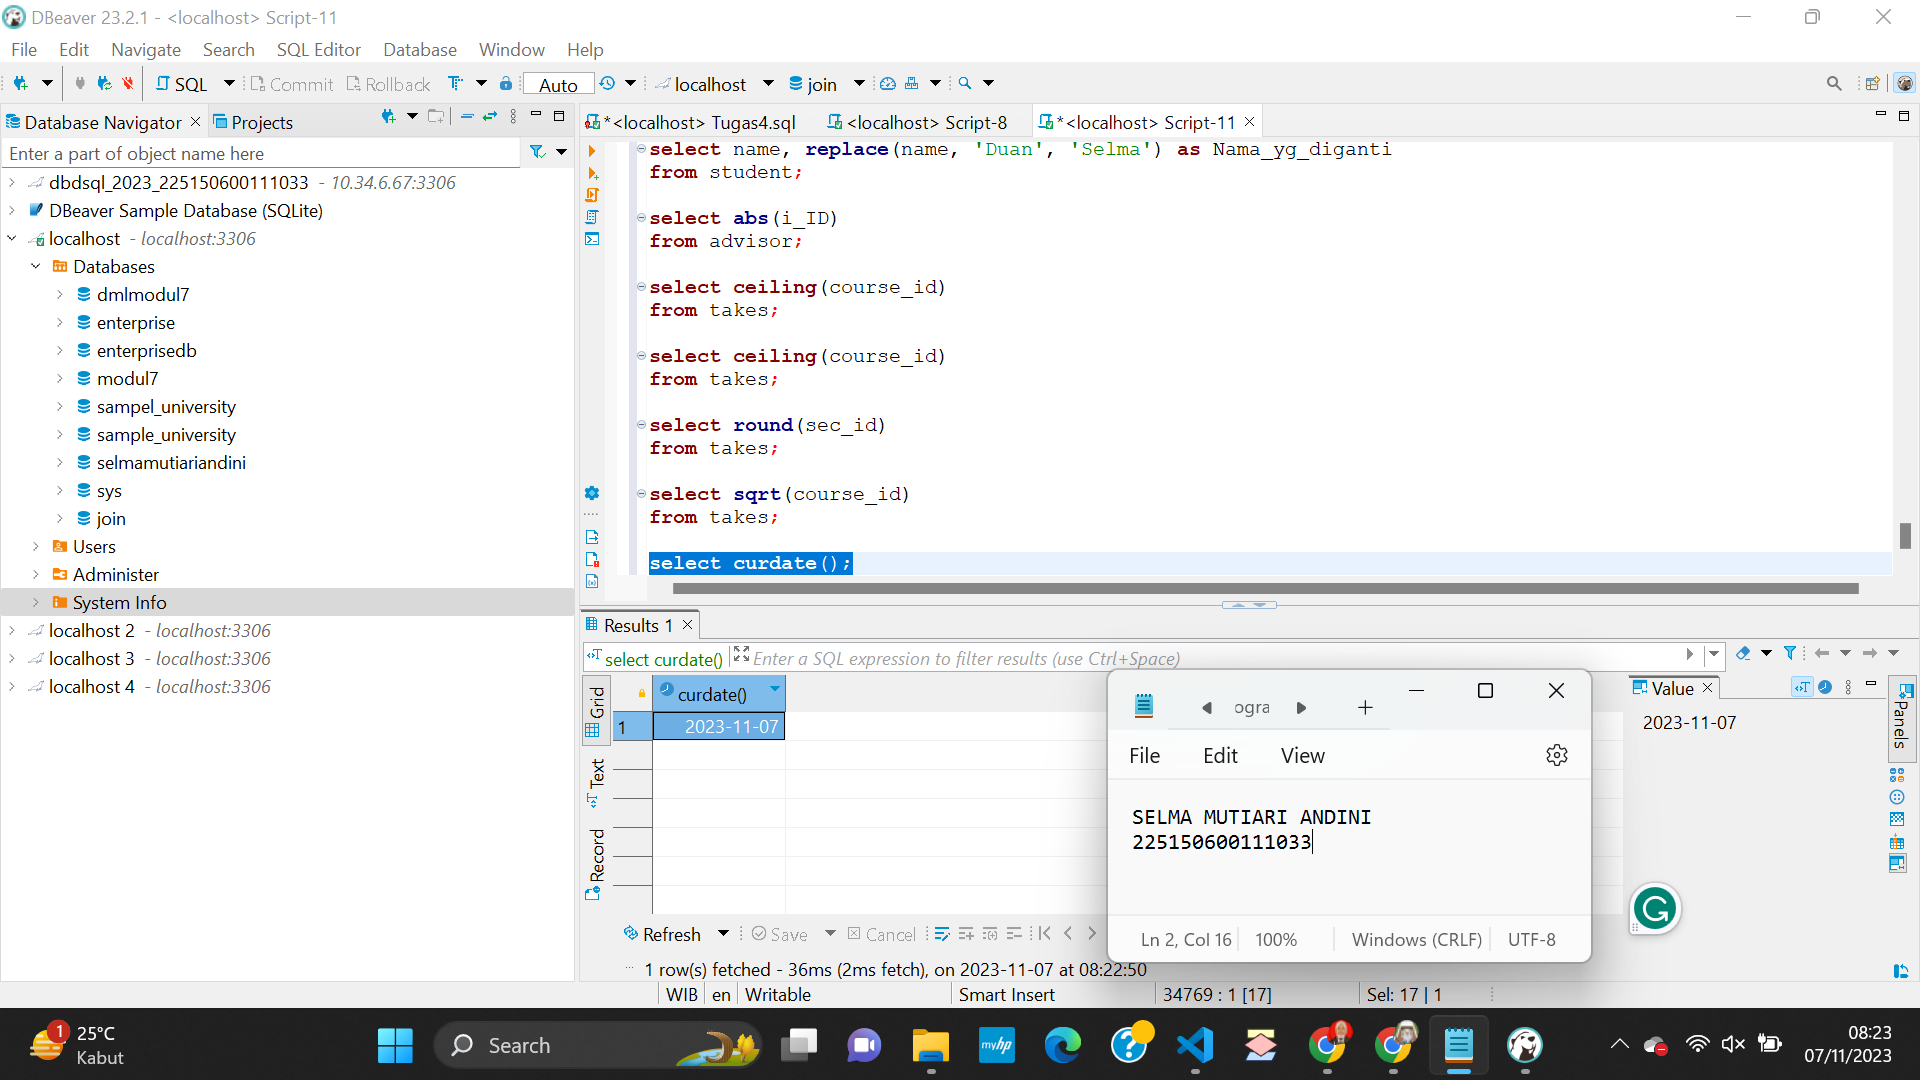 DBeaver 23.2.1 - <localhost> Script-11
File Edit Navigate Search SQL Editor Database Window Help
SQL Commit Rollback Auto localhost join
Database Navigator Projects
*<localhost> Tugas4.sql <localhost> Script-8 *<localhost> Script-11
Enter a part of object name here
dbdsql_2023_225150600111033 - 10.34.6.67:3306
DBeaver Sample Database (SQLite)
localhost - localhost:3306
Databases
dmlmodul7
enterprise
enterprisedb
modul7
sampel_university
sample_university
selmamutiariandini
sys
join
Users
Administer
System Info
localhost 2 - localhost:3306
localhost 3 - localhost:3306
localhost 4 - localhost:3306
select name, replace(name, 'Duan', 'Selma') as Nama_yg_diganti
from student;
select abs(i_ID)
from advisor;
select ceiling(course_id)
from takes;
select ceiling(course_id)
from takes;
select round(sec_id)
from takes;
select sqrt(course_id)
from takes;
select curdate();
Results 1
select curdate() Enter a SQL expression to filter results (use Ctrl+Space)
Grid
Text
Record
curdate()
1 2023-11-07
Value
2023-11-07
Panels
ogra
File Edit View
SELMA MUTIARI ANDINI
225150600111033
Ln 2, Col 16 100% Windows (CRLF) UTF-8
Refresh Save Cancel
1 row(s) fetched - 36ms (2ms fetch), on 2023-11-07 at 08:22:50
WIB en Writable Smart Insert 34769 : 1 [17] Sel: 17 | 1
1
25°C
Kabut
Search
myhp
08:23
07/11/2023